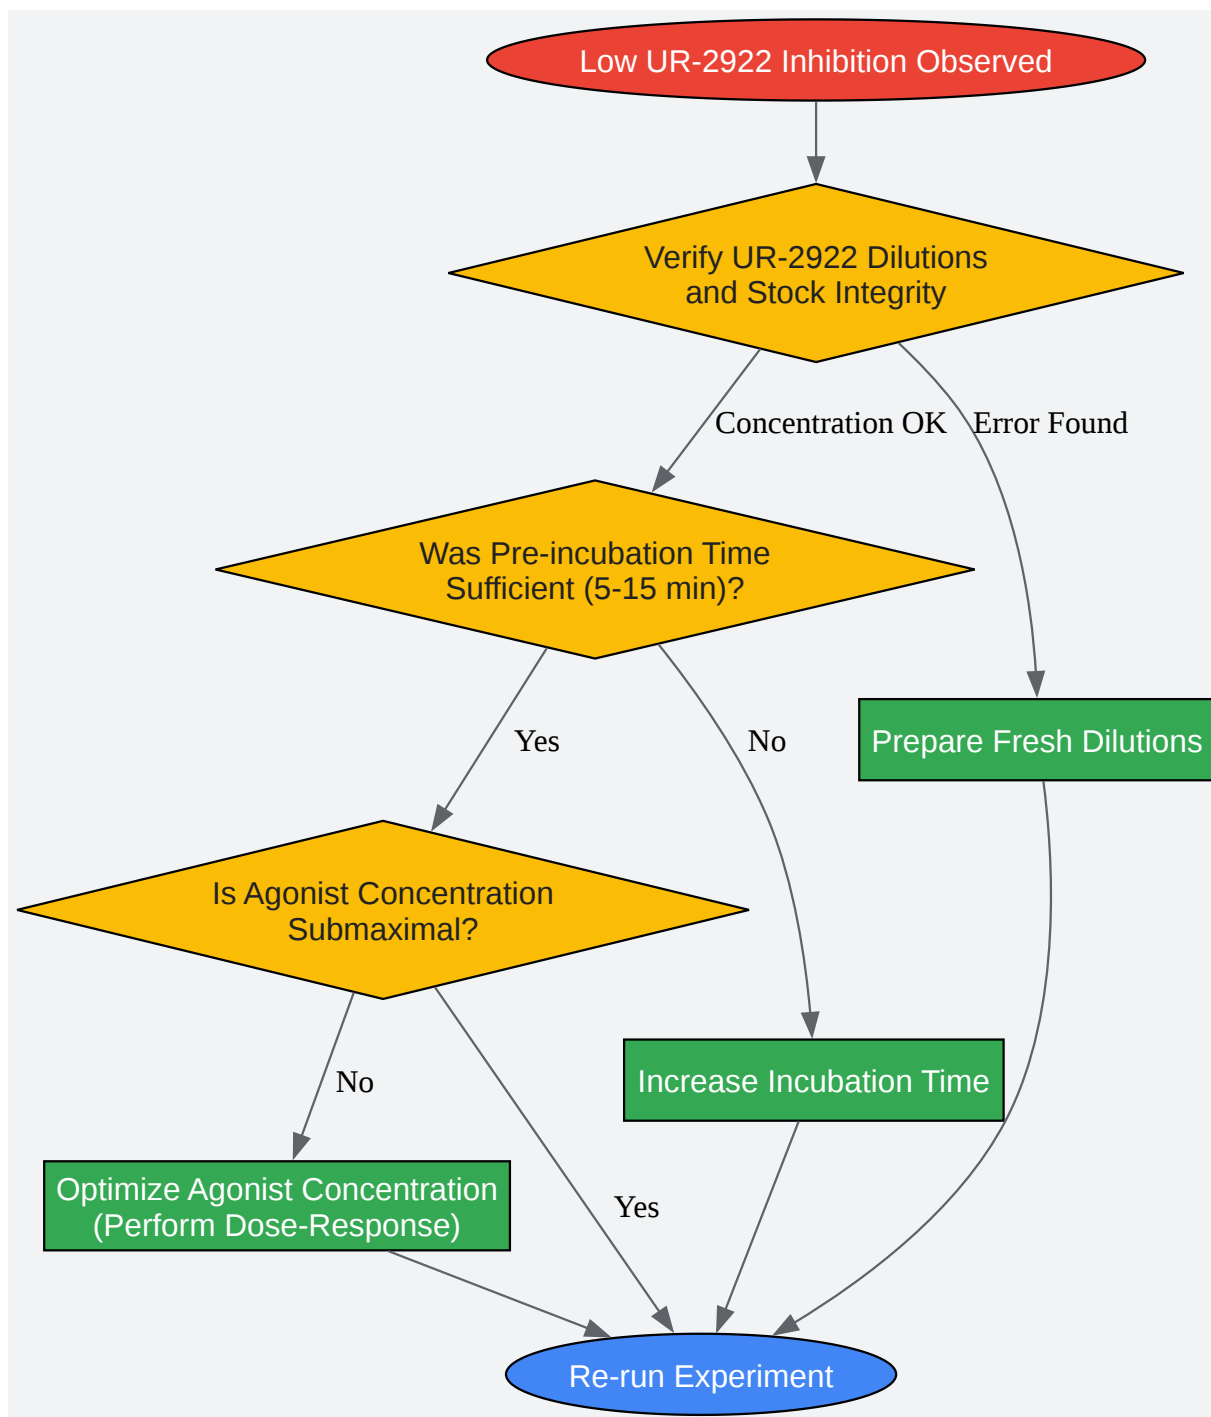 Low UR-2922 Inhibition Observed
Verify UR-2922 Dilutions
and Stock Integrity
Concentration OK
Error Found
Was Pre-incubation Time
Sufficient (5-15 min)?
Yes
No
Prepare Fresh Dilutions
Is Agonist Concentration
Submaximal?
No
Increase Incubation Time
Optimize Agonist Concentration
(Perform Dose-Response)
Yes
Re-run Experiment